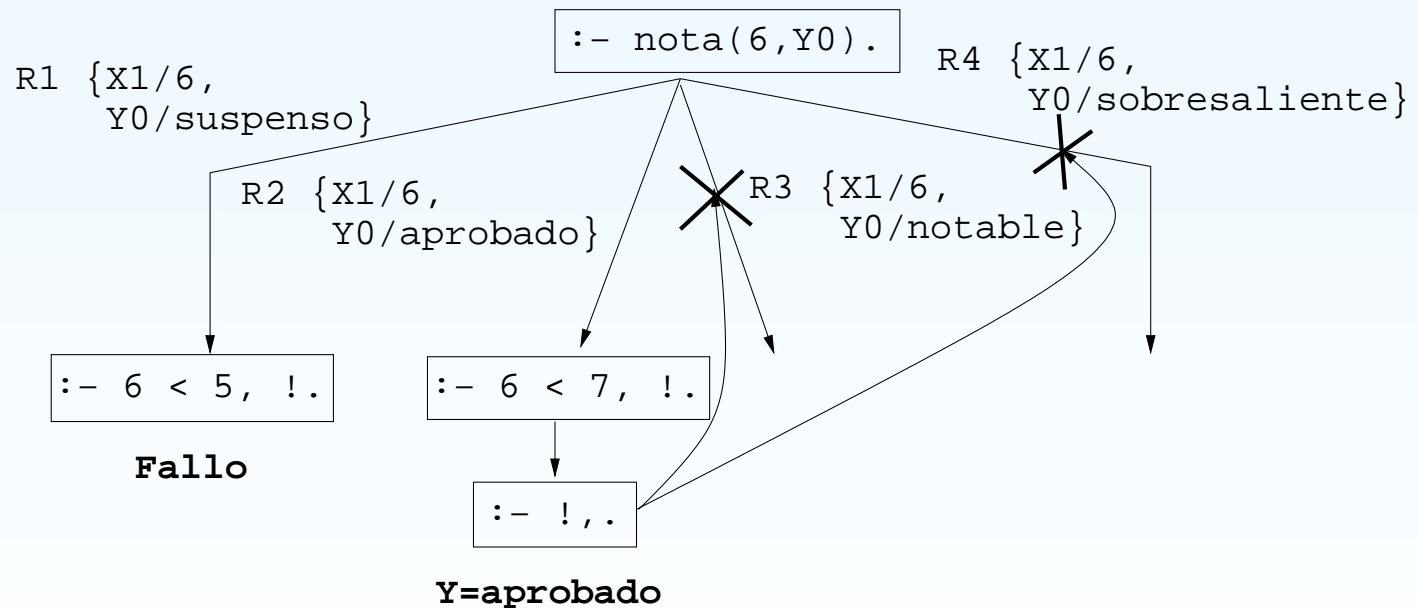 :- nota(6,Y0).
R1 {X1/6,
Y0/suspenso}
R4 {X1/6,
Y0/sobresaliente}
R2 {X1/6,
Y0/aprobado}
R3 {X1/6,
Y0/notable}
:- 6 < 5, !.
:- 6 < 7, !.
Fallo
:- !,.
Y=aprobado